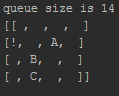 queue size is 14
[[ ,  ,  ,  ]
[!,  , A,  ]
[ , B,  ,  ]
[ , C,  ,  ]]